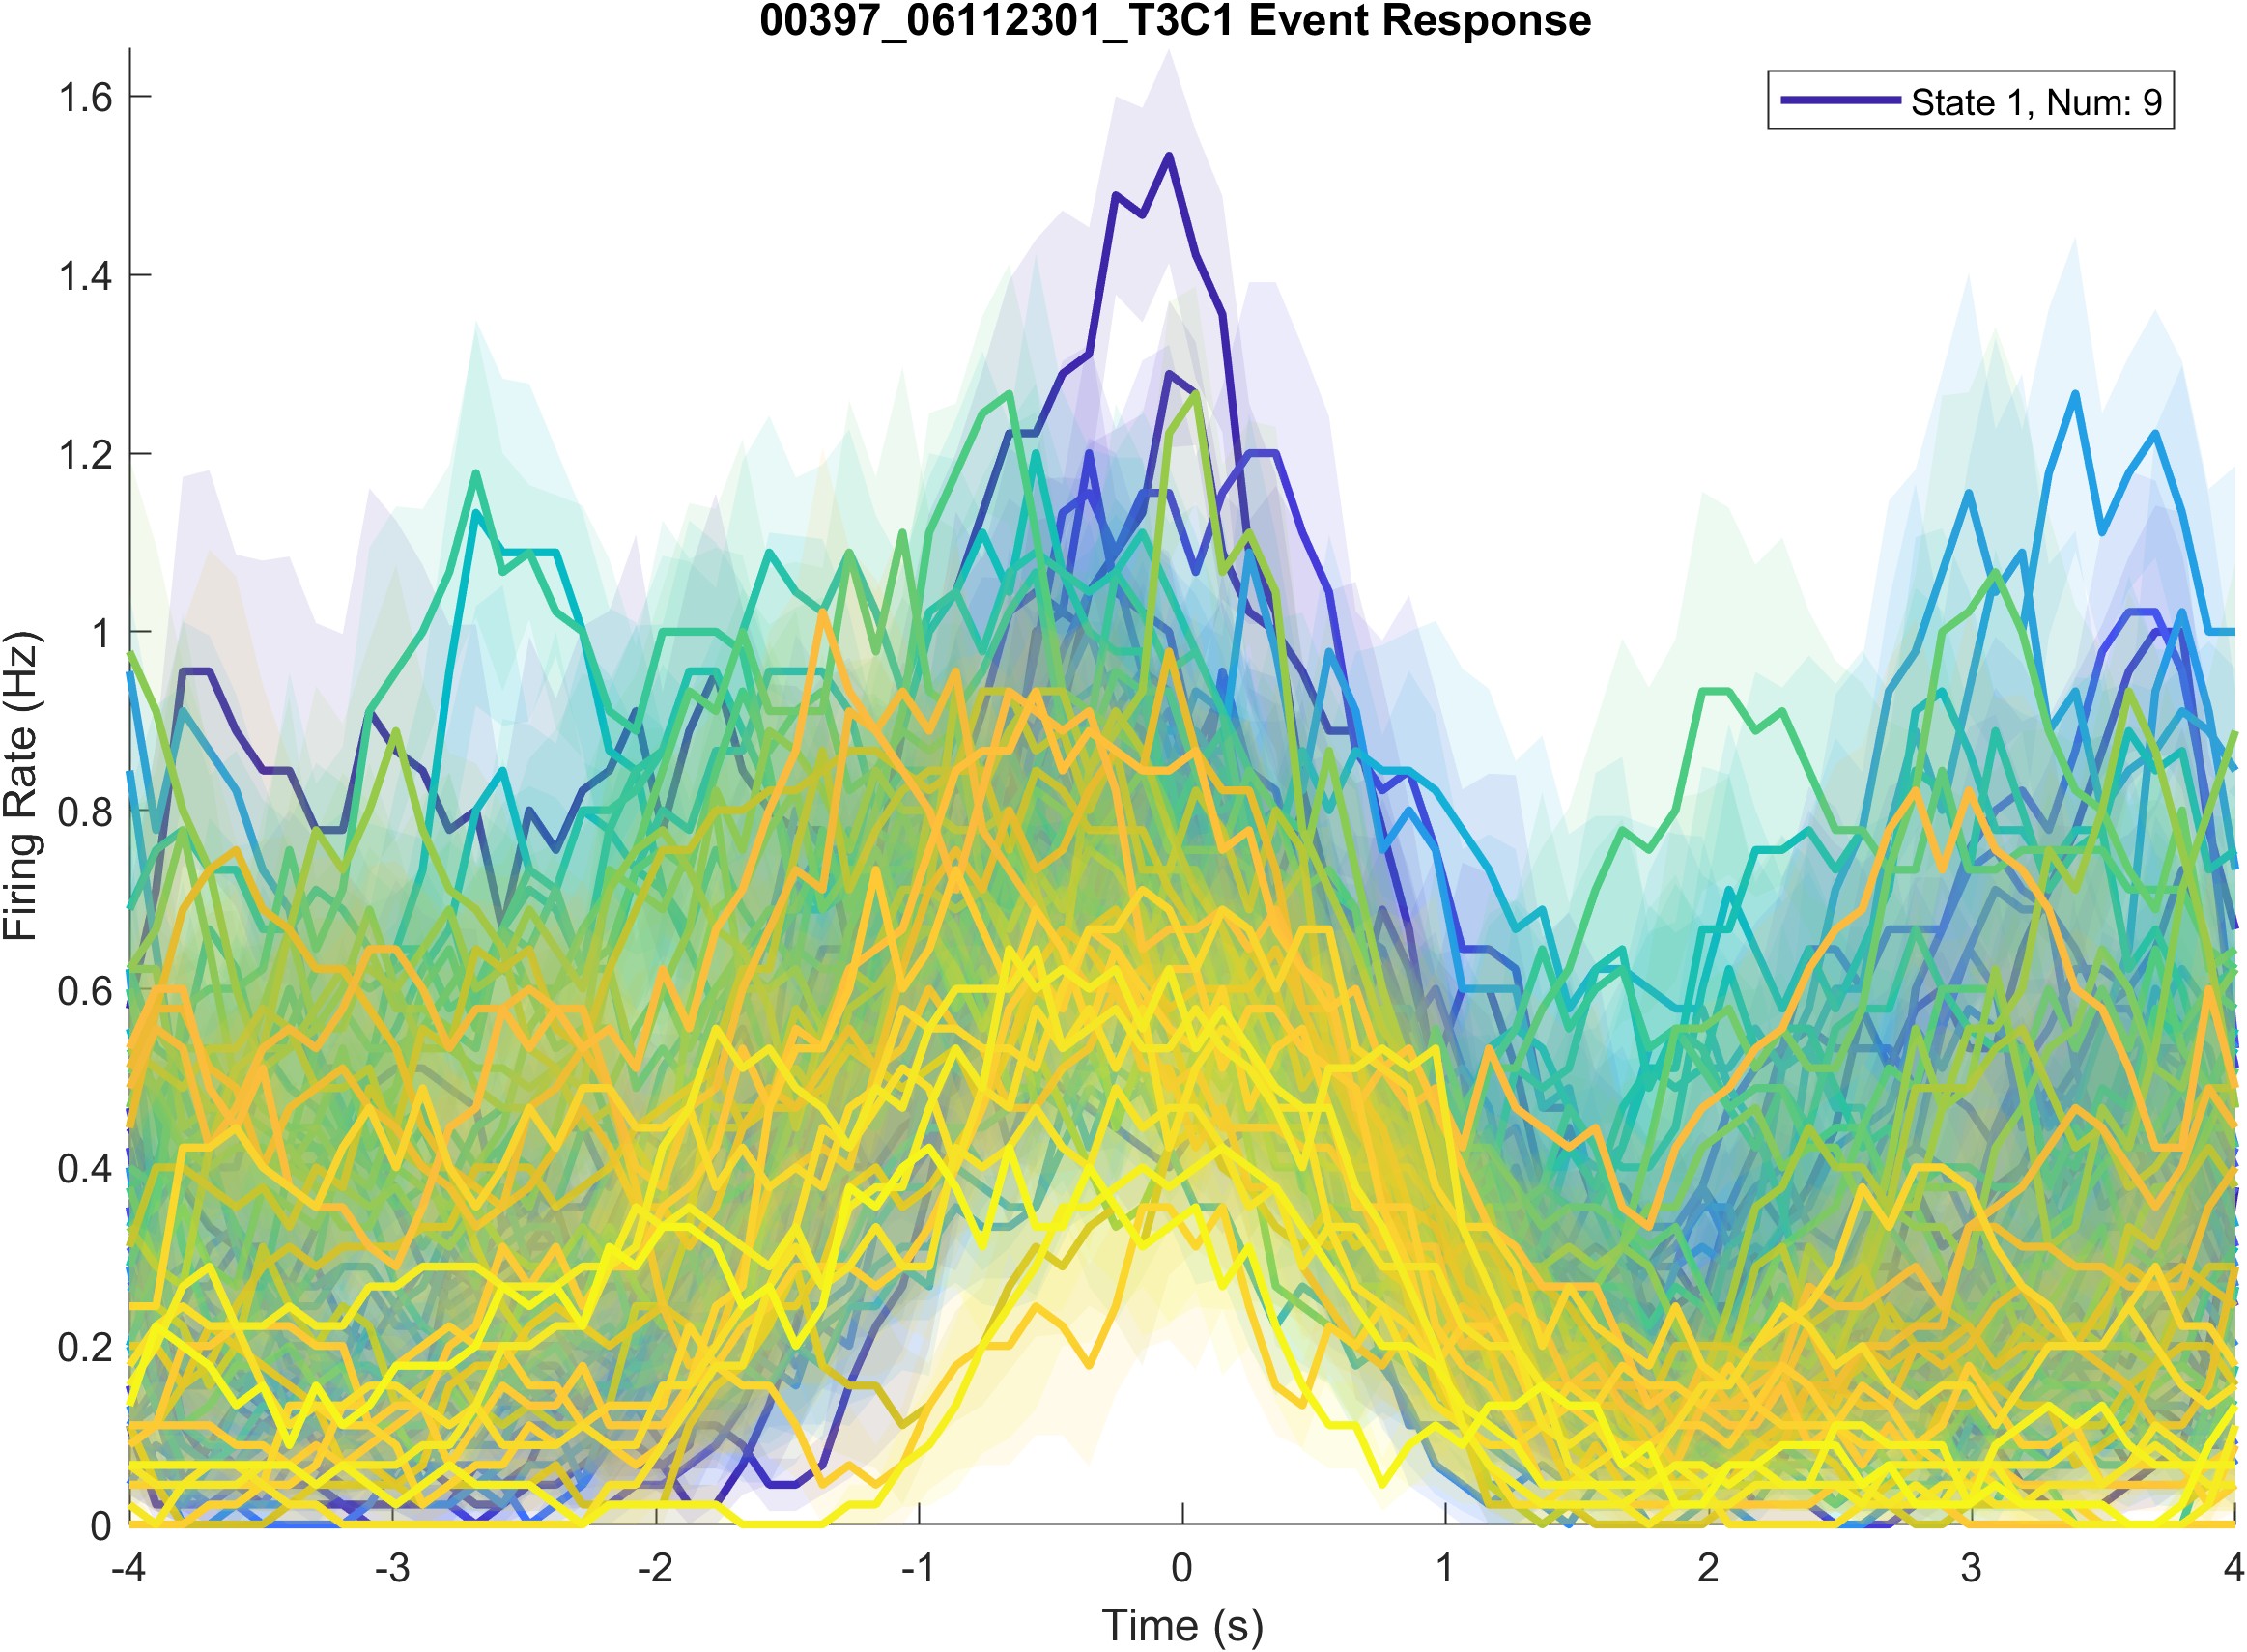 00397_06112301_T3C1 Event Response
State 1, Num: 9
Firing Rate (Hz)
1.6
1.4
1.2
1
0.8
0.6
0.4
0.2
0
-4 -3 -2 -1 0 1 2 3 4
Time (s)